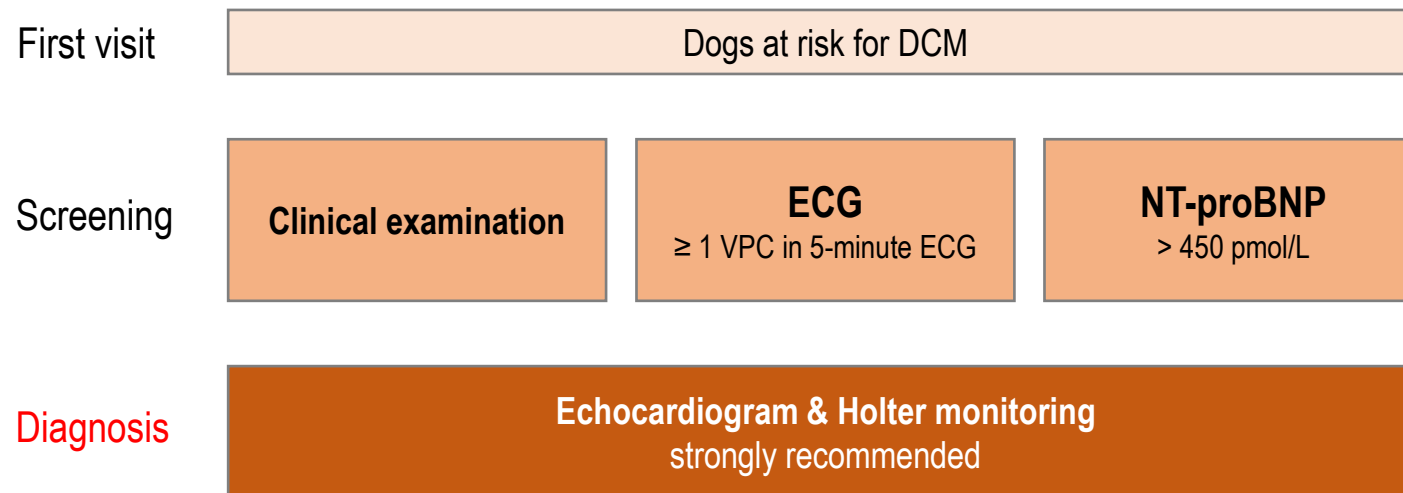 First visit
Dogs at risk for DCM
Screening
Clinical examination
ECG
≥ 1 VPC in 5-minute ECG
NT-proBNP
> 450 pmol/L
Diagnosis
Echocardiogram & Holter monitoring
strongly recommended